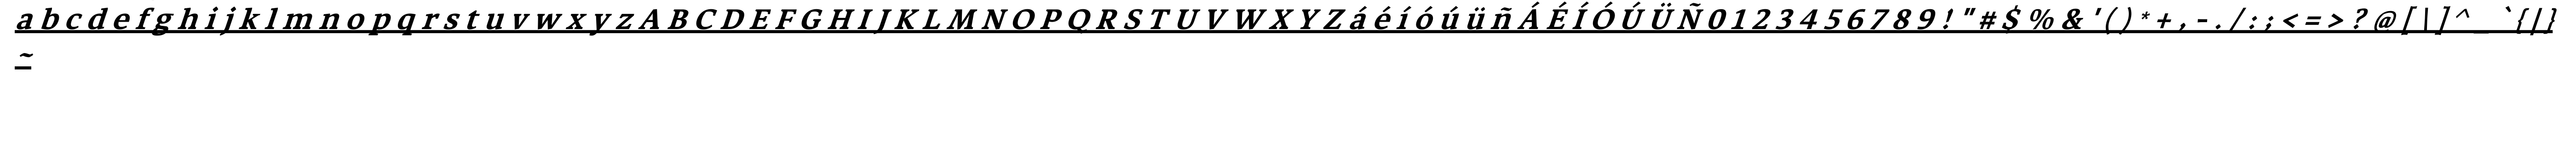 a b c d e f g h i j k l m n o p q r s t u v w x y z A B C D E F G H I J K L M N O P Q R S T U V W X Y Z á é í ó ú ü ñ Á É Í Ó Ú Ü Ñ 0 1 2 3 4 5 6 7 8 9 ! " # $ % & ' ( ) * + , - . / : ; < = > ? @ [ \ ] ^ _ ` { | }
~